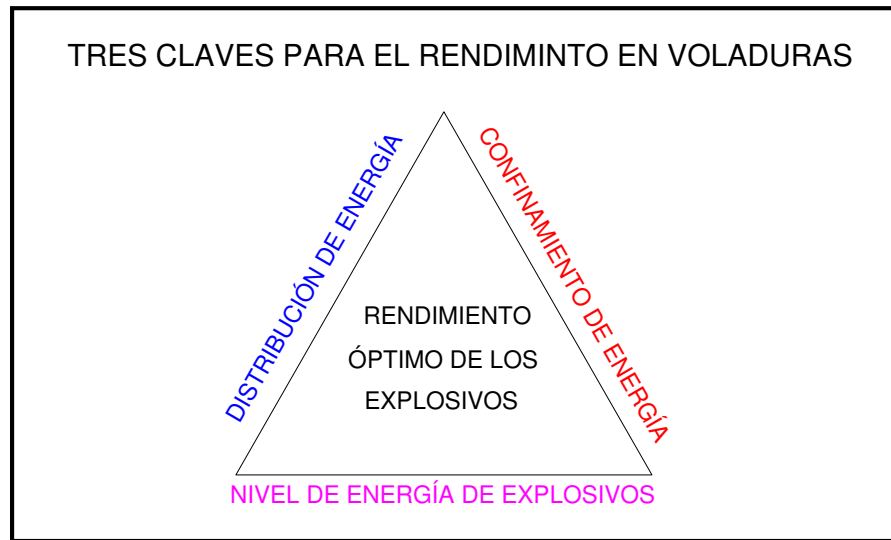 TRES CLAVES PARA EL RENDIMINTO EN VOLADURAS
DISTRIBUCIÓN DE ENERGÍA
CONFINAMIENTO DE ENERGÍA
RENDIMIENTO
ÓPTIMO DE LOS
EXPLOSIVOS
NIVEL DE ENERGÍA DE EXPLOSIVOS